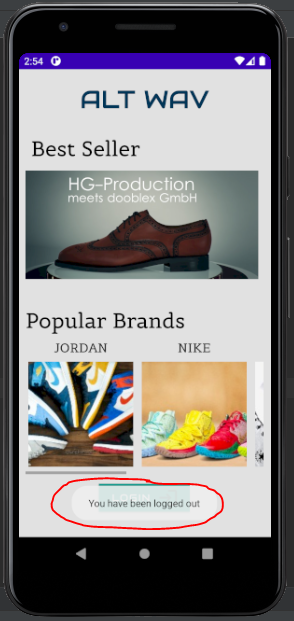 2:54
ALT WAV
Best Seller
HG–Production
meets dooblex GmbH
Popular Brands
JORDAN
NIKE
You have been logged out